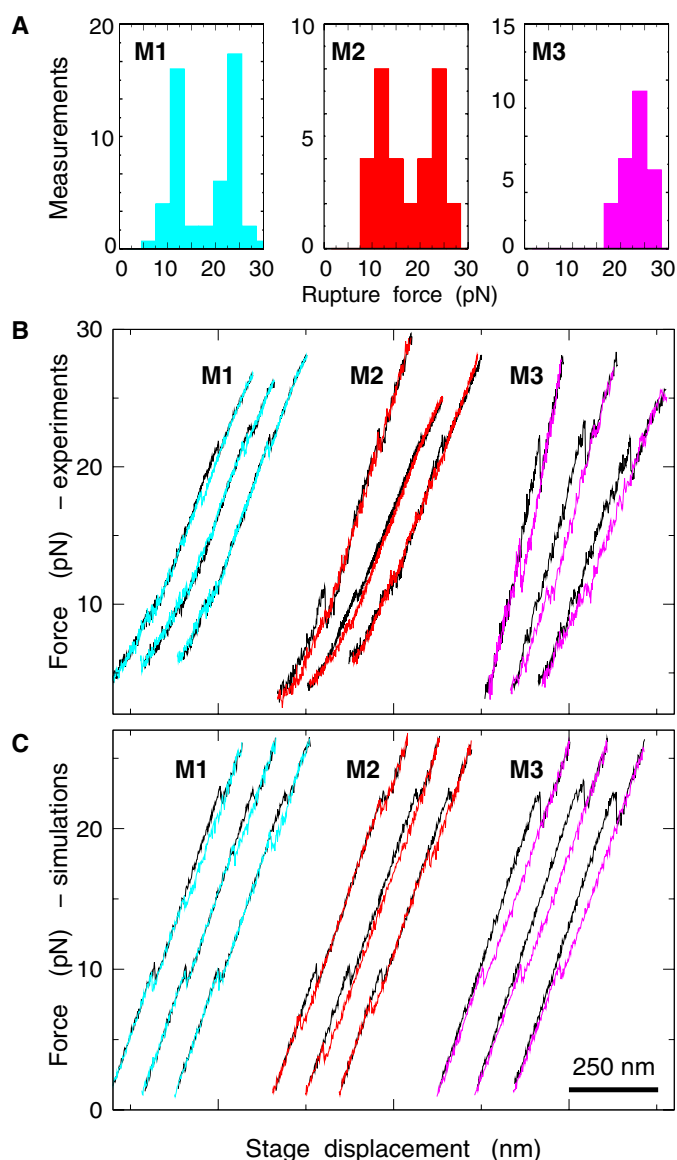 A
M1
M2
M3
20
10
0
10
5
0
15
10
5
0
Measurements
0 10 20 30
0 10 20 30
0 10 20 30
Rupture force (pN)
B
30
20
10
M1
M2
M3
Force (pN) – experiments
C
20
10
0
M1
M2
M3
Force (pN) – simulations
250 nm
Stage displacement (nm)